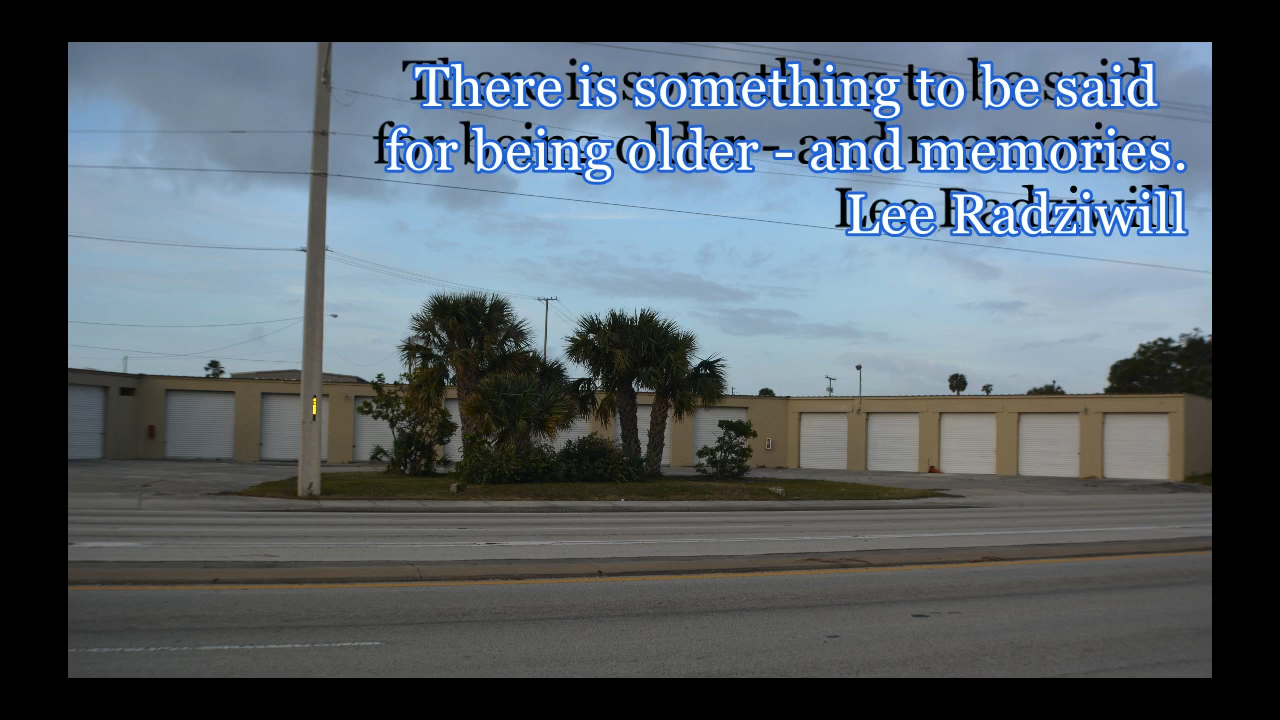 There is something to be said
for being older - and memories.
Lee Radziwill